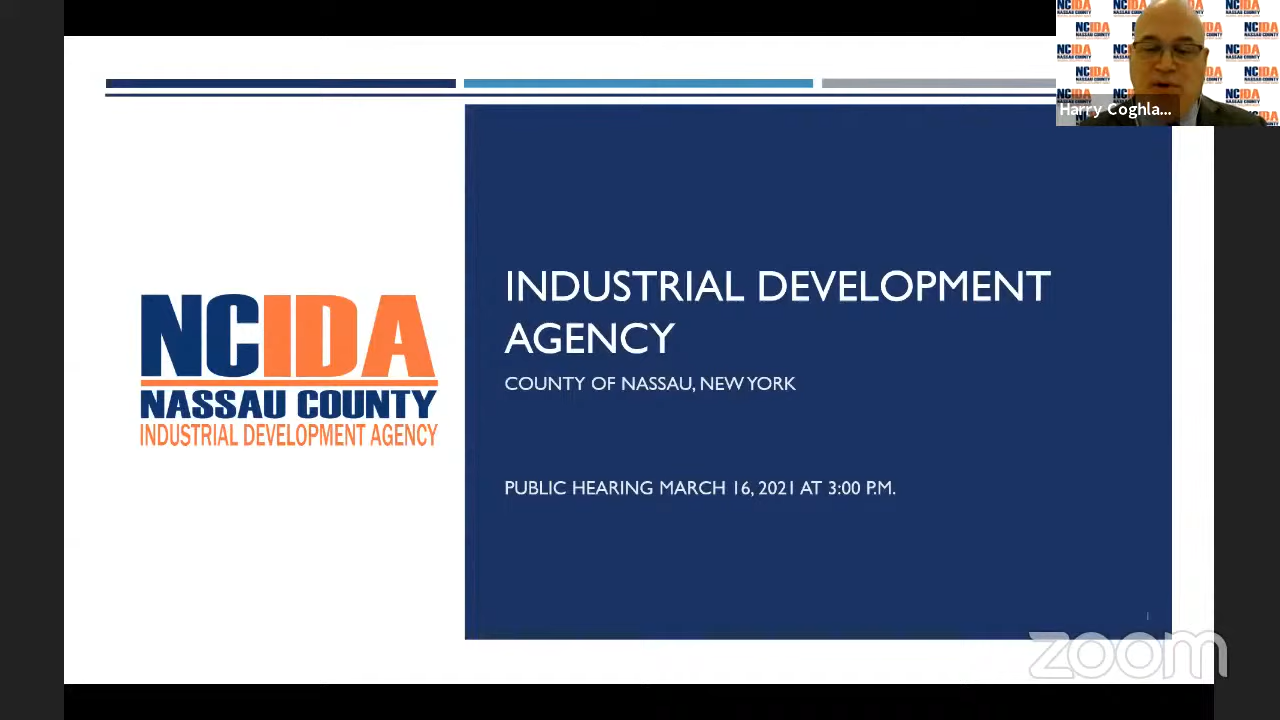 Harry Coghla...
INDUSTRIAL DEVELOPMENT
AGENCY
COUNTY OF NASSAU, NEW YORK
NCIDA
NASSAU COUNTY
INDUSTRIAL DEVELOPMENT AGENCY
PUBLIC HEARING MARCH 16, 2021 AT 3:00 P.M.
1
zoom